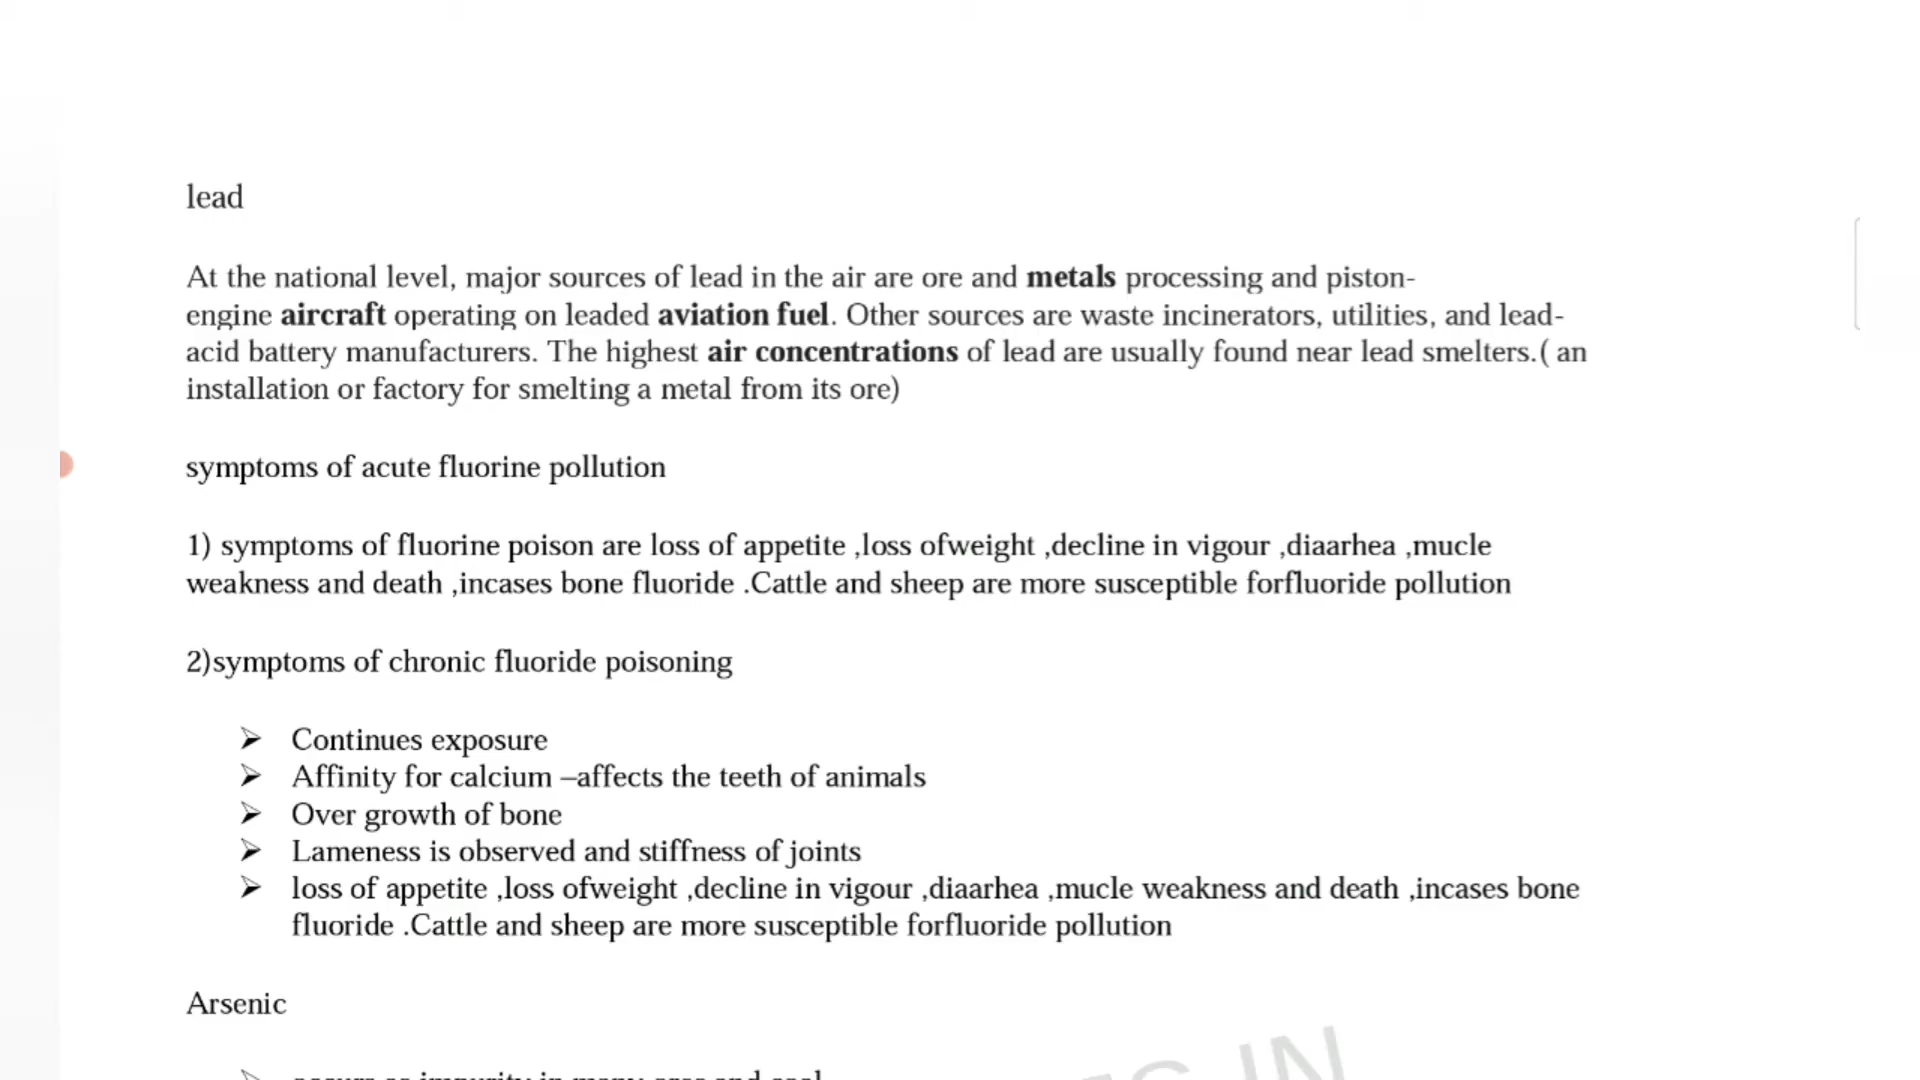 lead
At the national level, major sources of lead in the air are ore and metals processing and piston-
engine aircraft operating on leaded aviation fuel. Other sources are waste incinerators, utilities, and lead-
acid battery manufacturers. The highest air concentrations of lead are usually found near lead smelters.( an
installation or factory for smelting a metal from its ore)
symptoms of acute fluorine pollution
1) symptoms of fluorine poison are loss of appetite ,loss ofweight ,decline in vigour ,diaarhea ,mucle
weakness and death ,incases bone fluoride .Cattle and sheep are more susceptible forfluoride pollution
2)symptoms of chronic fluoride poisoning
➢ Continues exposure
➢ Affinity for calcium –affects the teeth of animals
➢ Over growth of bone
➢ Lameness is observed and stiffness of joints
➢ loss of appetite ,loss ofweight ,decline in vigour ,diaarhea ,mucle weakness and death ,incases bone
fluoride .Cattle and sheep are more susceptible forfluoride pollution
Arsenic
IN